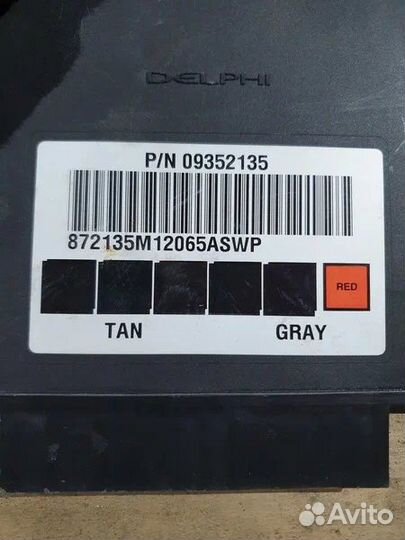 DELPHI
P/N 09352135
872135M12065ASWP
RED
TAN GRAY
Avito